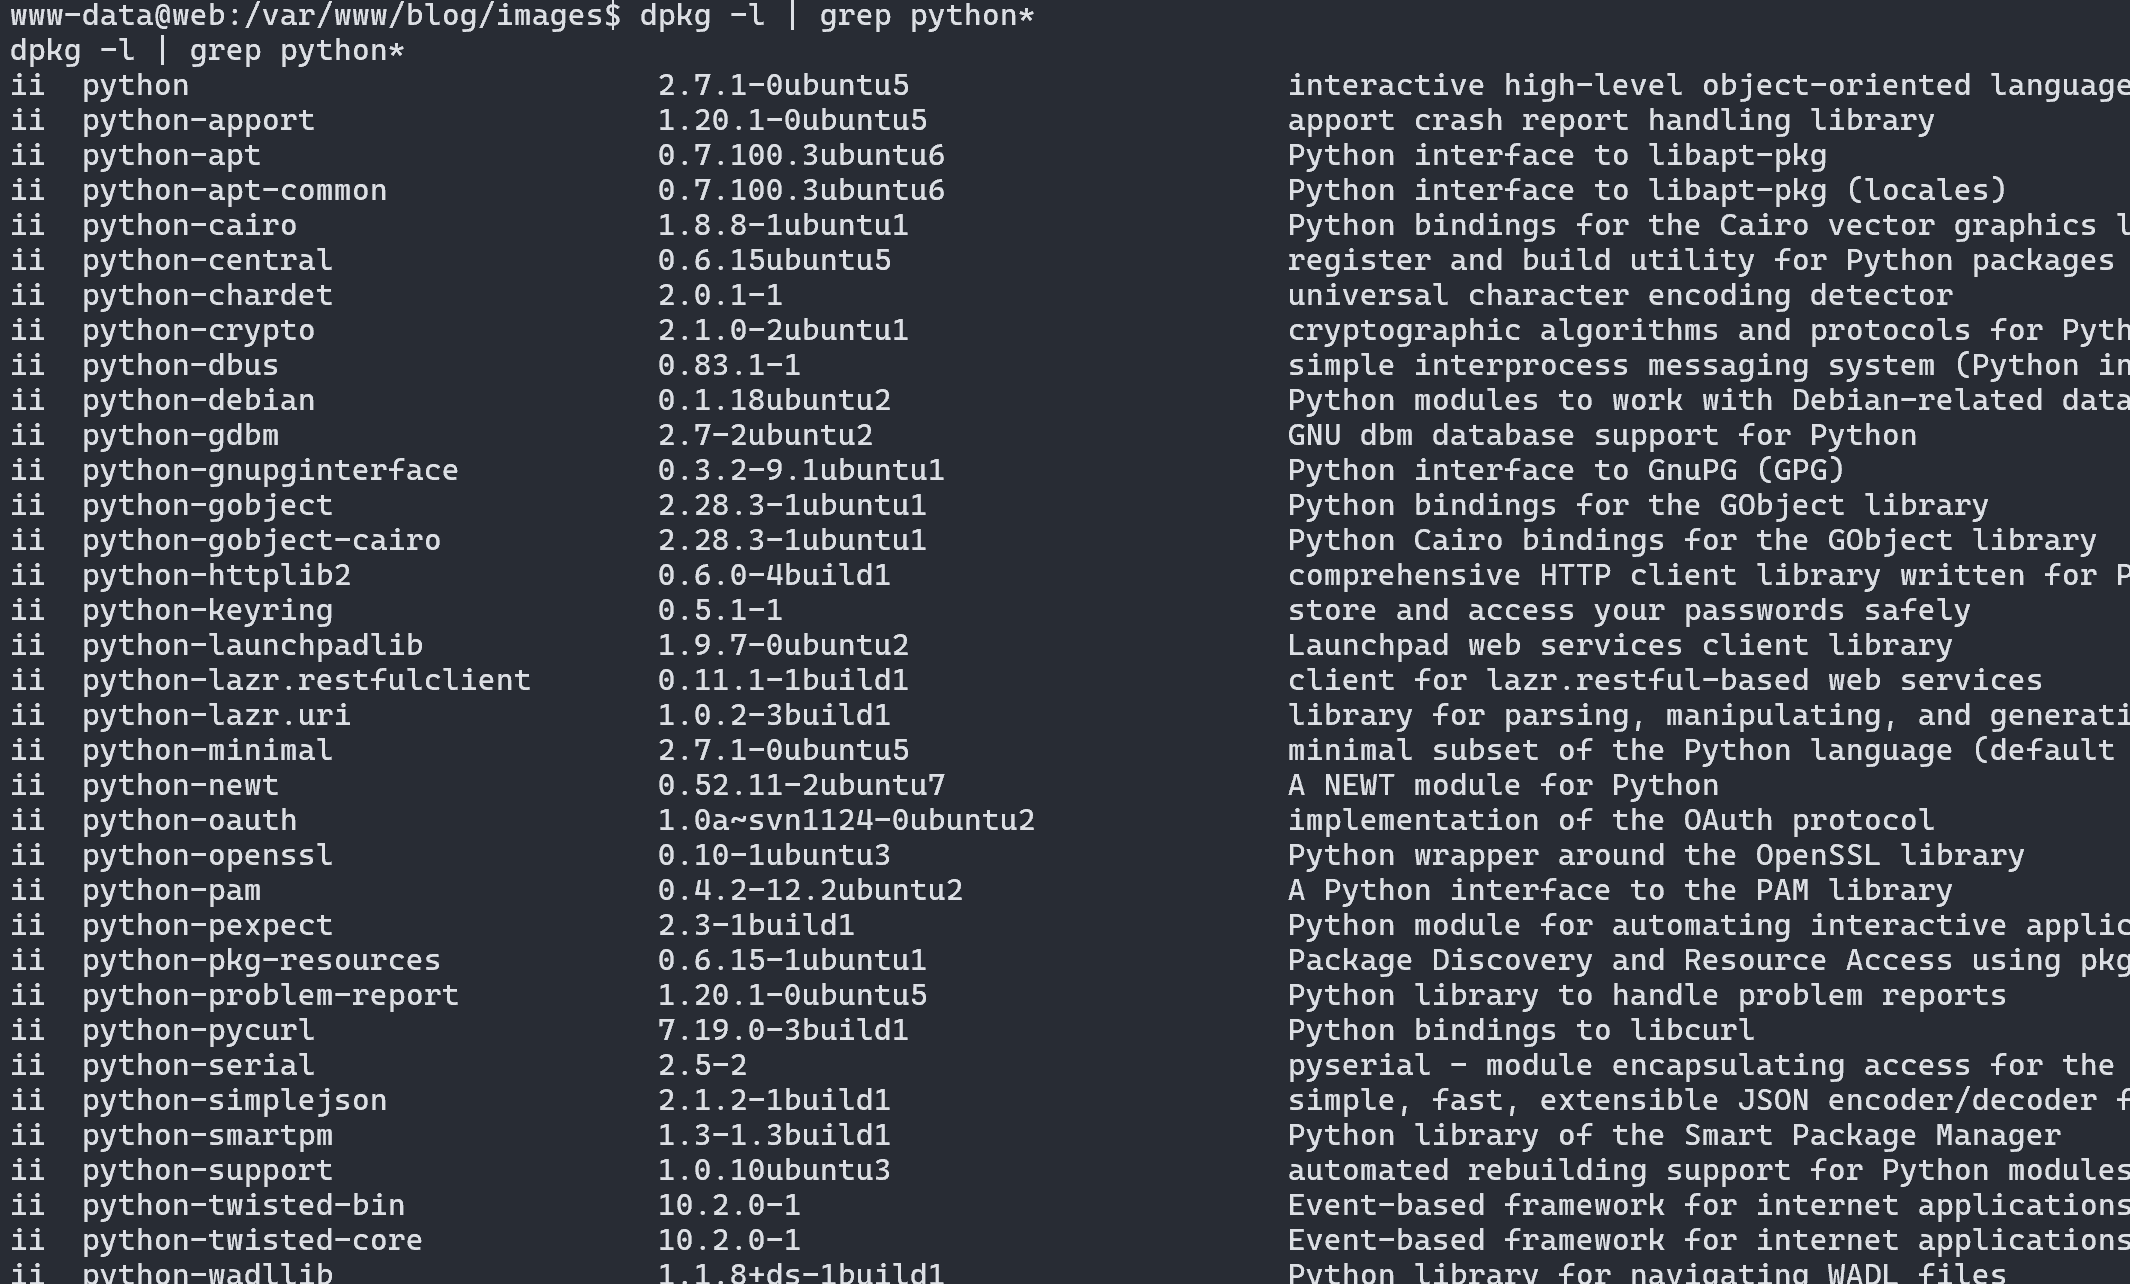 www-data@web:/var/www/blog/images$ dpkg -l | grep python*
dpkg -l | grep python*
ii  python                          2.7.1-0ubuntu5                     interactive high-level object-oriented language
ii  python-apport                   1.20.1-0ubuntu5                    apport crash report handling library
ii  python-apt                      0.7.100.3ubuntu6                   Python interface to libapt-pkg
ii  python-apt-common               0.7.100.3ubuntu6                   Python interface to libapt-pkg (locales)
ii  python-cairo                    1.8.8-1ubuntu1                     Python bindings for the Cairo vector graphics l
ii  python-central                  0.6.15ubuntu5                      register and build utility for Python packages
ii  python-chardet                  2.0.1-1                            universal character encoding detector
ii  python-crypto                   2.1.0-2ubuntu1                     cryptographic algorithms and protocols for Pyth
ii  python-dbus                     0.83.1-1                           simple interprocess messaging system (Python in
ii  python-debian                   0.1.18ubuntu2                      Python modules to work with Debian-related data
ii  python-gdbm                     2.7-2ubuntu2                       GNU dbm database support for Python
ii  python-gnupginterface           0.3.2-9.1ubuntu1                   Python interface to GnuPG (GPG)
ii  python-gobject                  2.28.3-1ubuntu1                    Python bindings for the GObject library
ii  python-gobject-cairo            2.28.3-1ubuntu1                    Python Cairo bindings for the GObject library
ii  python-httplib2                 0.6.0-4build1                      comprehensive HTTP client library written for P
ii  python-keyring                  0.5.1-1                            store and access your passwords safely
ii  python-launchpadlib             1.9.7-0ubuntu2                     Launchpad web services client library
ii  python-lazr.restfulclient       0.11.1-1build1                     client for lazr.restful-based web services
ii  python-lazr.uri                 1.0.2-3build1                      library for parsing, manipulating, and generati
ii  python-minimal                  2.7.1-0ubuntu5                     minimal subset of the Python language (default
ii  python-newt                     0.52.11-2ubuntu7                   A NEWT module for Python
ii  python-oauth                    1.0a~svn1124-0ubuntu2              implementation of the OAuth protocol
ii  python-openssl                  0.10-1ubuntu3                      Python wrapper around the OpenSSL library
ii  python-pam                      0.4.2-12.2ubuntu2                  A Python interface to the PAM library
ii  python-pexpect                  2.3-1build1                        Python module for automating interactive applic
ii  python-pkg-resources            0.6.15-1ubuntu1                    Package Discovery and Resource Access using pkg
ii  python-problem-report           1.20.1-0ubuntu5                    Python library to handle problem reports
ii  python-pycurl                   7.19.0-3build1                     Python bindings to libcurl
ii  python-serial                   2.5-2                              pyserial - module encapsulating access for the
ii  python-simplejson               2.1.2-1build1                      simple, fast, extensible JSON encoder/decoder f
ii  python-smartpm                  1.3-1.3build1                      Python library of the Smart Package Manager
ii  python-support                  1.0.10ubuntu3                      automated rebuilding support for Python modules
ii  python-twisted-bin              10.2.0-1                           Event-based framework for internet applications
ii  python-twisted-core             10.2.0-1                           Event-based framework for internet applications
ii  python-wadllib                  1.1.8+ds-1build1                   Python library for navigating WADL files